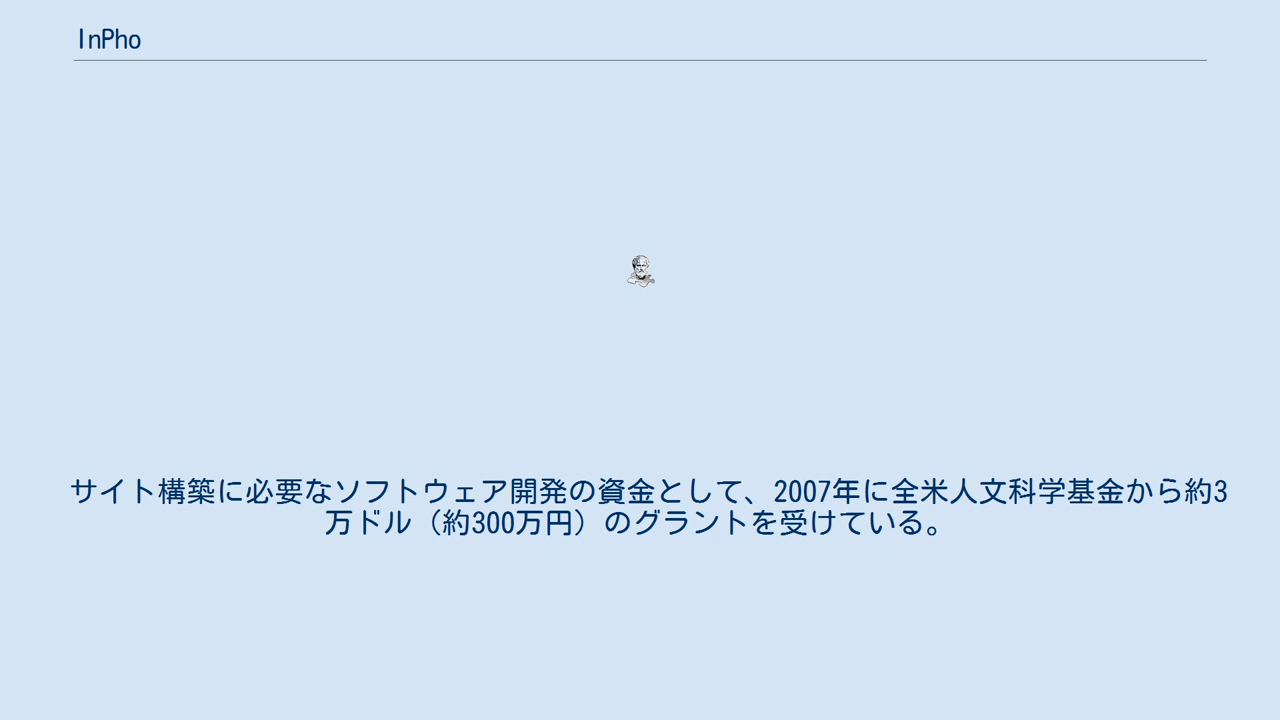 InPho
サイト構築に必要なソフトウェア開発の資金として、2007年に全米人文科学基金から約3
万ドル（約300万円）のグラントを受けている。